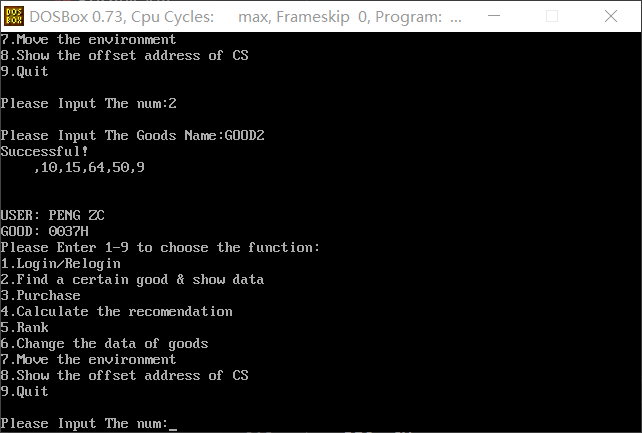 DOS
BOX
DOSBox 0.73, Cpu Cycles: max, Frameskip 0, Program: ...
7.Move the environment
8.Show the offset address of CS
9.Quit
Please Input The num:2
Please Input The Goods Name:GOOD2
Successful!
,10,15,64,50,9
USER: PENG ZC
GOOD: 0037H
Please Enter 1-9 to choose the function:
1.Login/Relogin
2.Find a certain good & show data
3.Purchase
4.Calculate the recomendation
5.Rank
6.Change the data of goods
7.Move the environment
8.Show the offset address of CS
9.Quit
Please Input The num:_